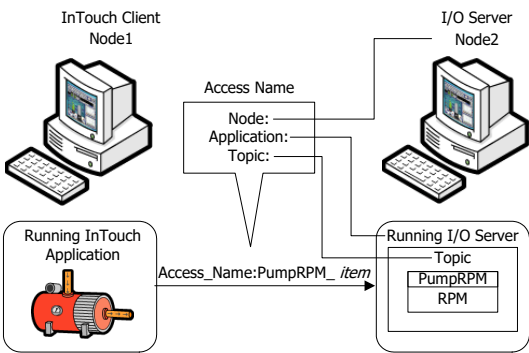 InTouch Client
Node1
I/O Server
Node2
Access Name
Node:
Application:
Topic:
Running InTouch
Application
Access_Name:PumpRPM_ item
Running I/O Server
Topic
PumpRPM
RPM